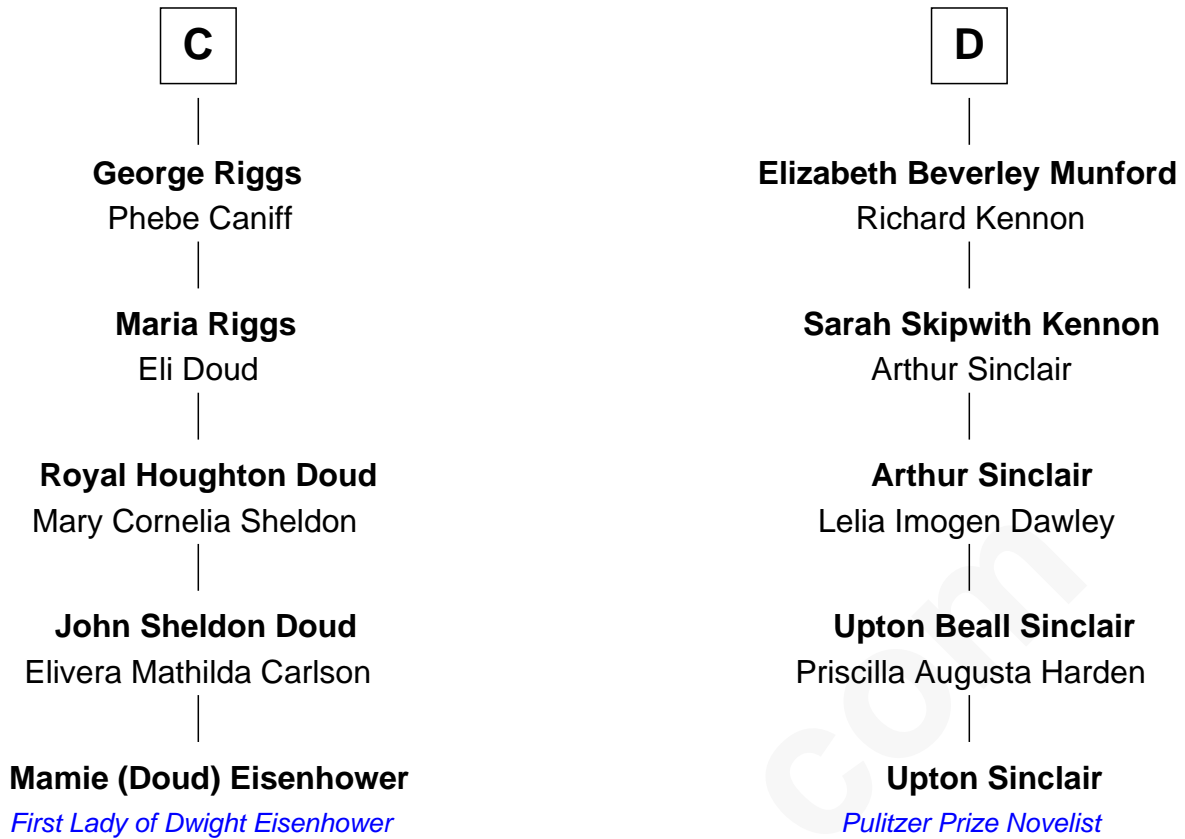 C
George Riggs
Phebe Caniff
Maria Riggs
Eli Doud
Royal Houghton Doud
Mary Cornelia Sheldon
John Sheldon Doud
Elivera Mathilda Carlson
Mamie (Doud) Eisenhower
First Lady of Dwight Eisenhower
D
Elizabeth Beverley Munford
Richard Kennon
Sarah Skipwith Kennon
Arthur Sinclair
Arthur Sinclair
Lelia Imogen Dawley
Upton Beall Sinclair
Priscilla Augusta Harden
Upton Sinclair
Pulitzer Prize Novelist
com